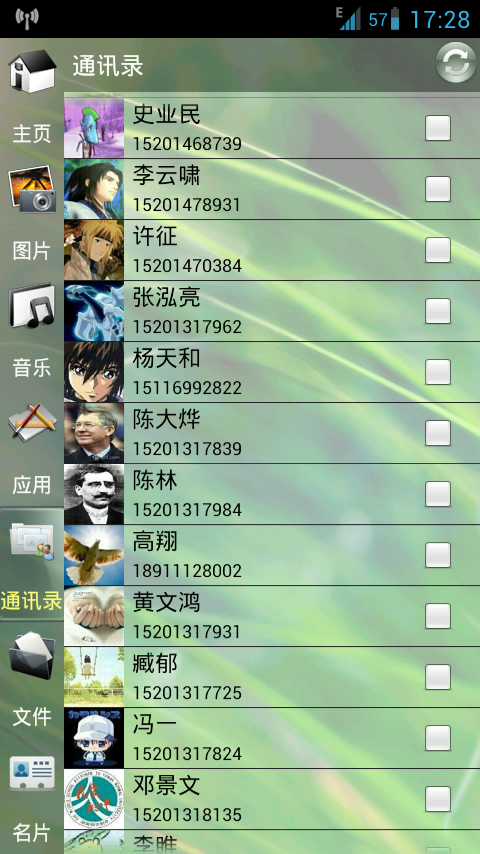 E 57 17:28
通讯录
主页
图片
音乐
应用
通讯录
文件
名片
史业民
15201468739
李云啸
15201478931
许征
15201470384
张泓亮
15201317962
杨天和
15116992822
陈大烨
15201317839
陈林
15201317984
高翔
18911128002
黄文鸿
15201317931
臧郁
15201317725
冯一
15201317824
邓景文
15201318135
李睢